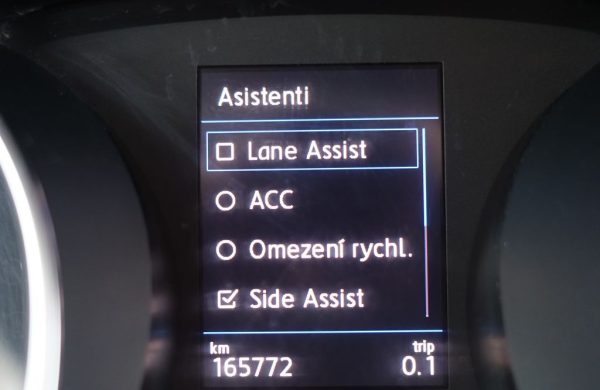 Asistenti
Lane Assist
ACC
Omezení rychl.
Side Assist
km trip
165772 0.1